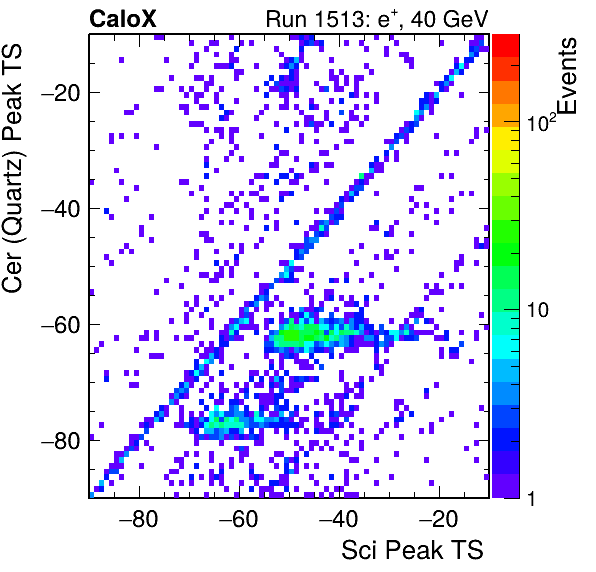 CaloX
Run 1513: e⁺, 40 GeV
Cer (Quartz) Peak TS
Events
−20
−40
−60
−80
10²
10
1
−80 −60 −40 −20
Sci Peak TS